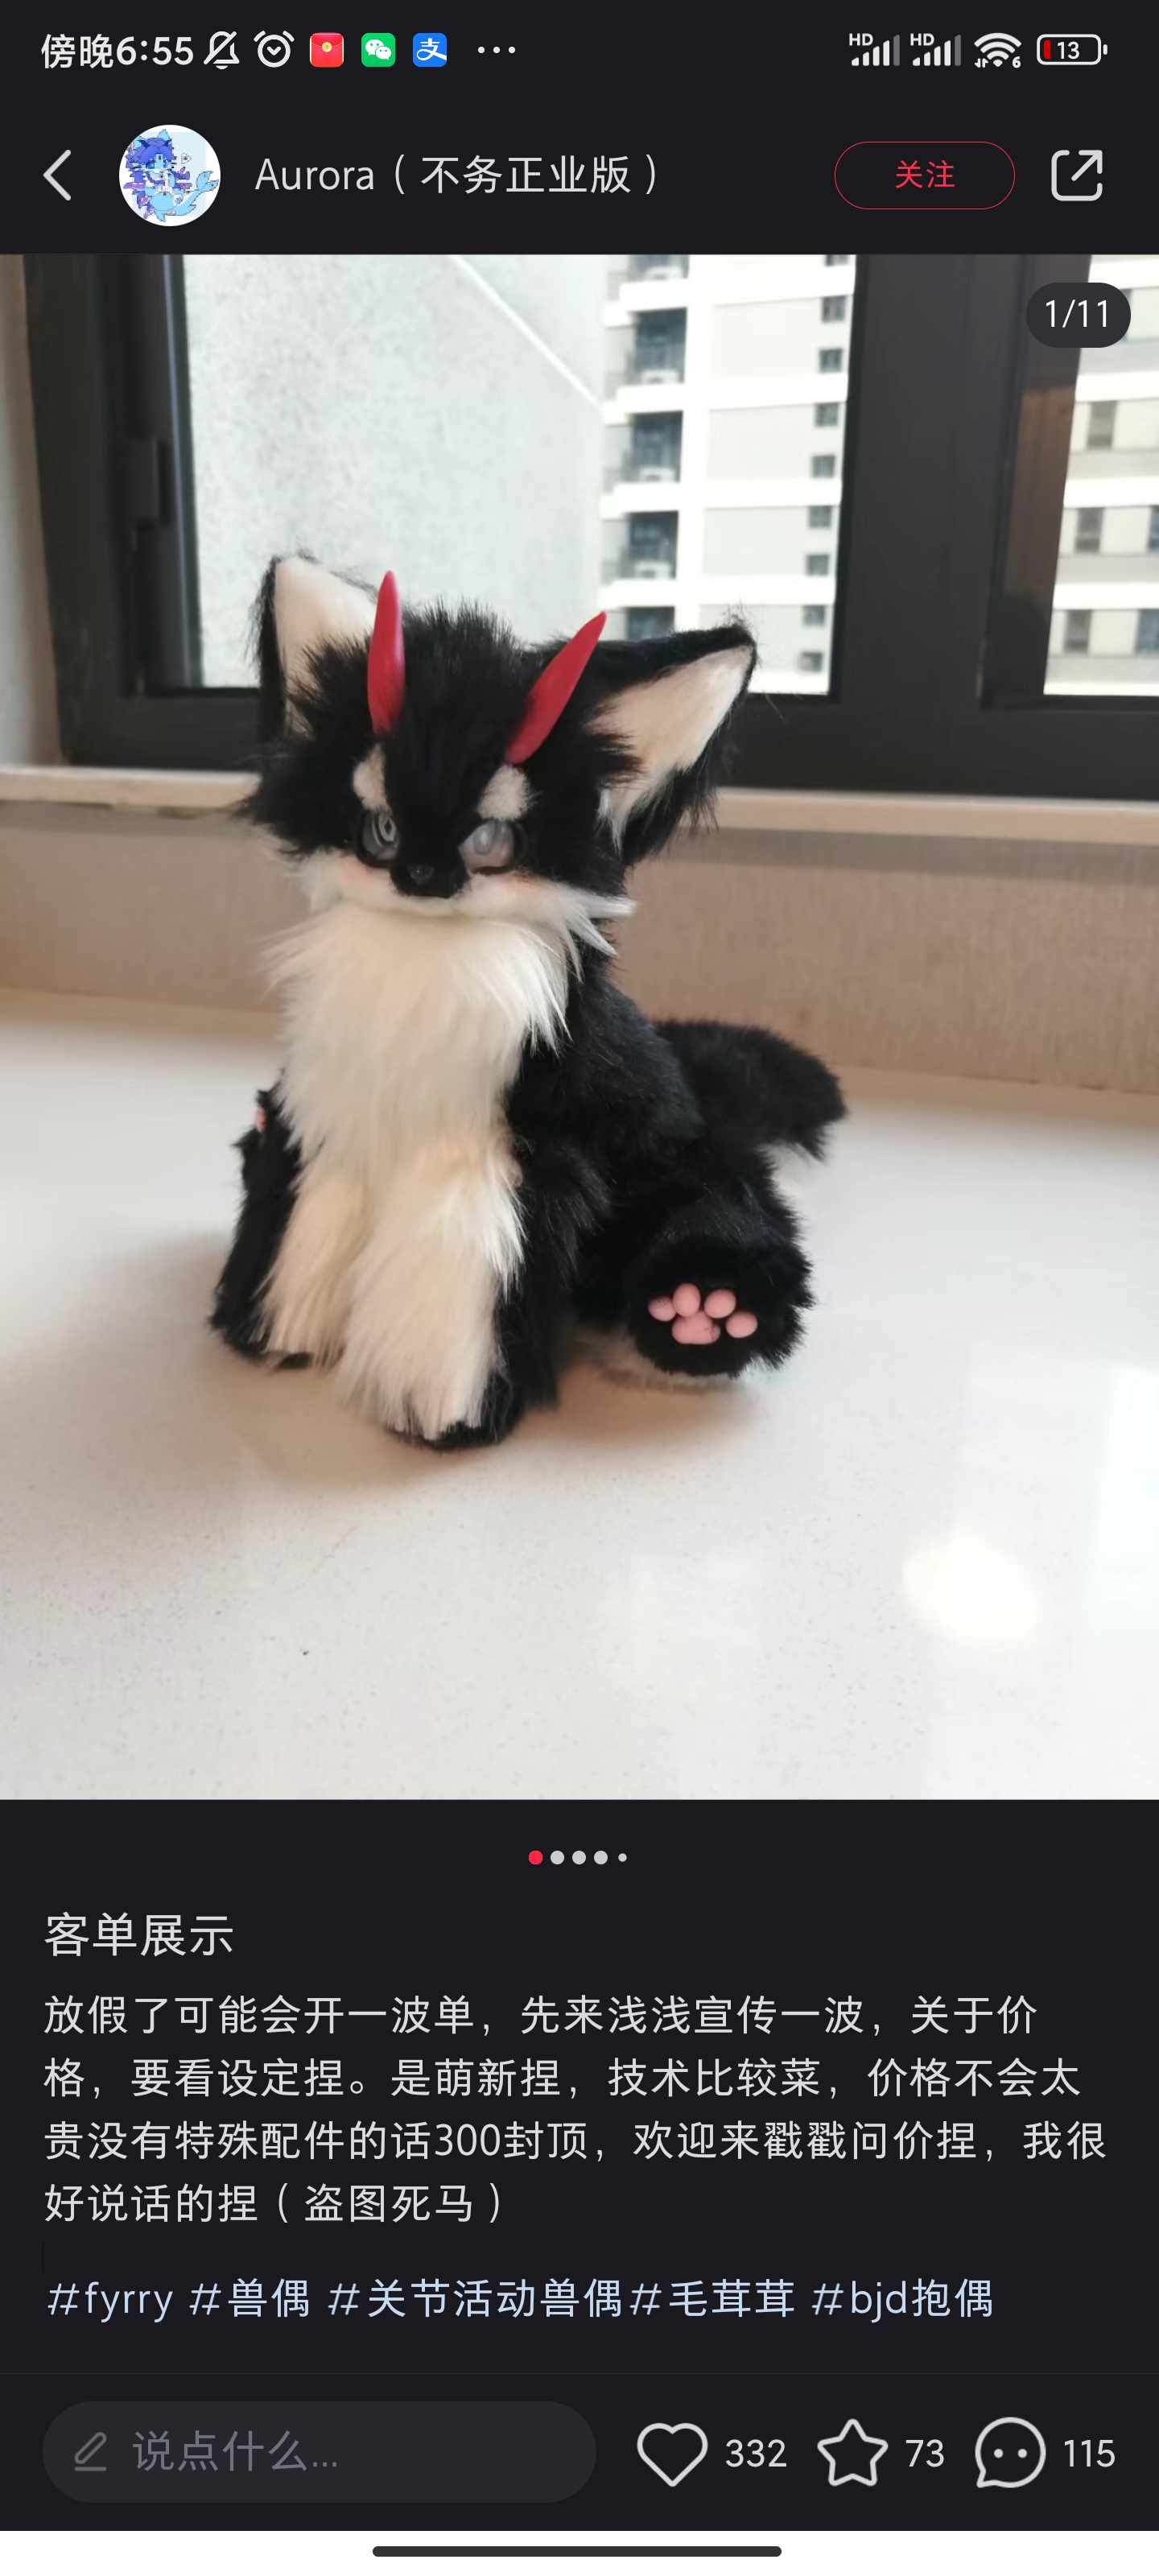 傍晚6:55
HD HD 6 13
Aurora（不务正业版）
关注
1/11
客单展示
放假了可能会开一波单，先来浅浅宣传一波，关于价
格，要看设定捏。是萌新捏，技术比较菜，价格不会太
贵没有特殊配件的话300封顶，欢迎来戳戳问价捏，我很
好说话的捏（盗图死马）
#fyrry #兽偶 #关节活动兽偶#毛茸茸 #bjd抱偶
说点什么...
332
73
115